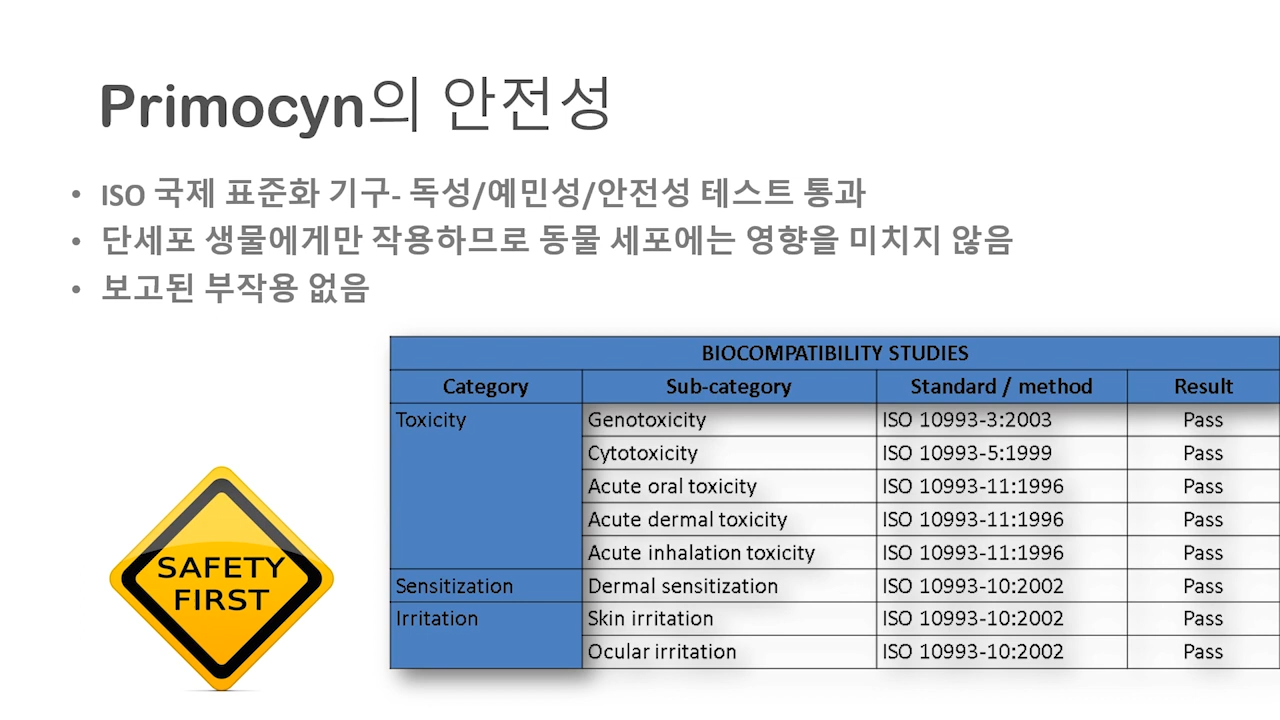 Primocyn의 안전성
• ISO 국제 표준화 기구- 독성/예민성/안전성 테스트 통과
• 단세포 생물에게만 작용하므로 동물 세포에는 영향을 미치지 않음
• 보고된 부작용 없음
BIOCOMPATIBILITY STUDIES
Category Sub-category Standard / method Result
Toxicity Genotoxicity ISO 10993-3:2003 Pass
Cytotoxicity ISO 10993-5:1999 Pass
Acute oral toxicity ISO 10993-11:1996 Pass
Acute dermal toxicity ISO 10993-11:1996 Pass
Acute inhalation toxicity ISO 10993-11:1996 Pass
Sensitization Dermal sensitization ISO 10993-10:2002 Pass
Irritation Skin irritation ISO 10993-10:2002 Pass
Ocular irritation ISO 10993-10:2002 Pass
SAFETY
FIRST